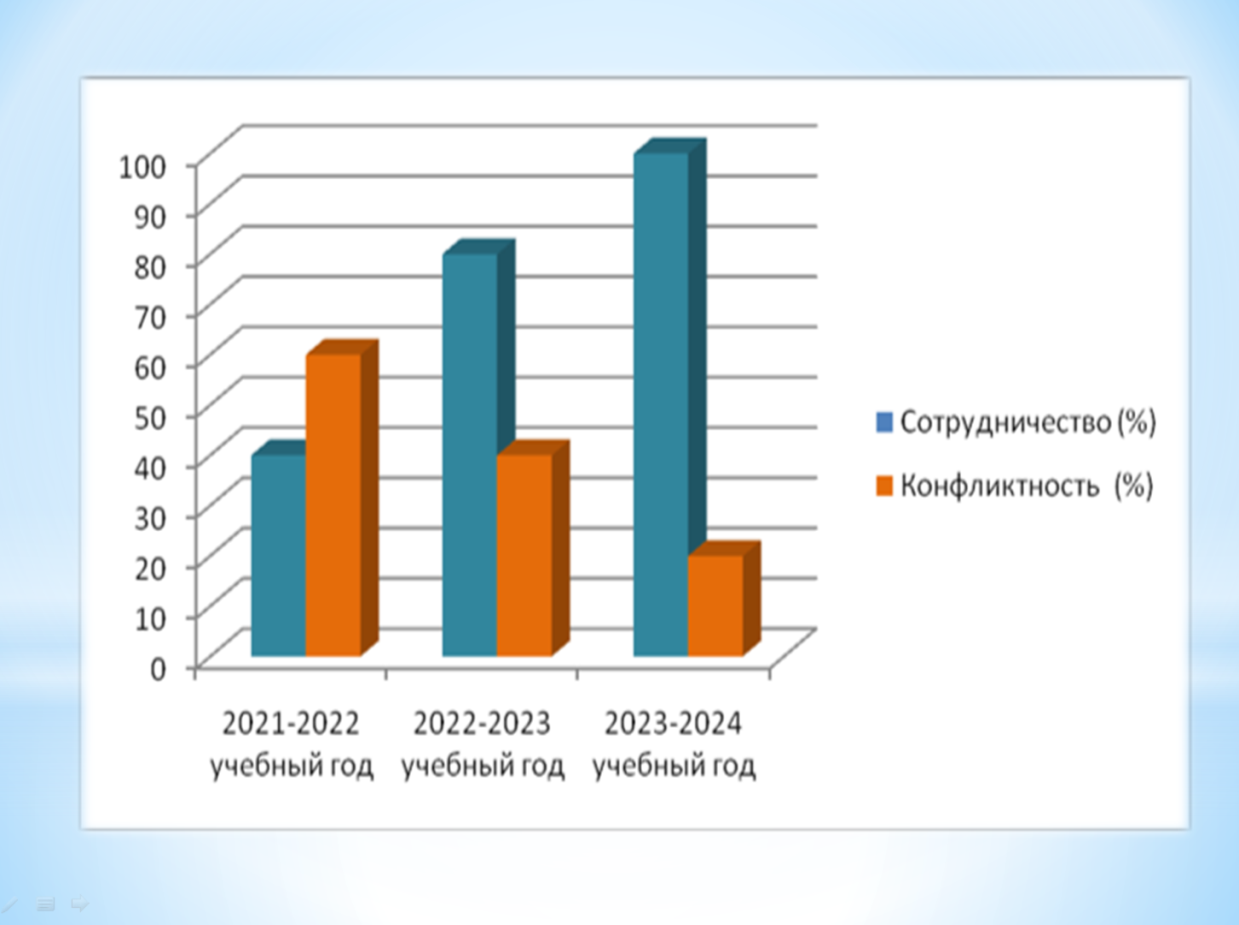 100
90
80
70
60
50
40
30
20
10
0
2021-2022 учебный год
2022-2023 учебный год
2023-2024 учебный год
Сотрудничество (%)
Конфликтность (%)